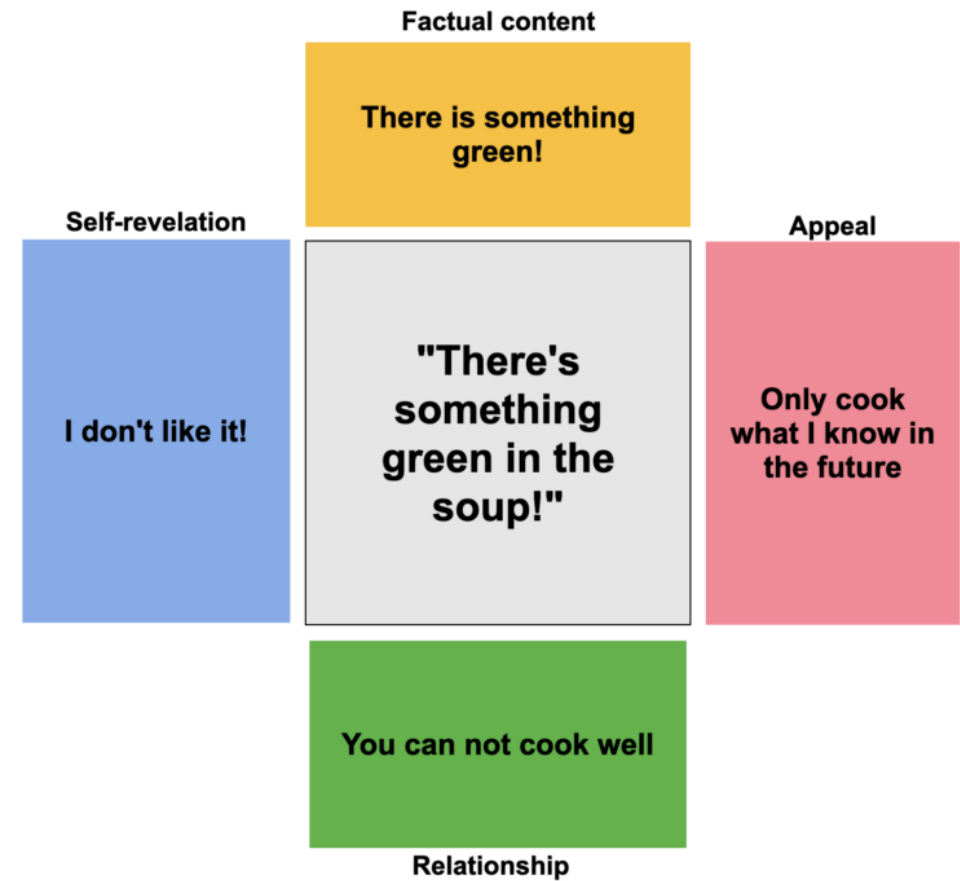 Factual content
There is something
green!
Self-revelation
I don't like it!
"There's
something
green in the
soup!"
Appeal
Only cook
what I know in
the future
You can not cook well
Relationship